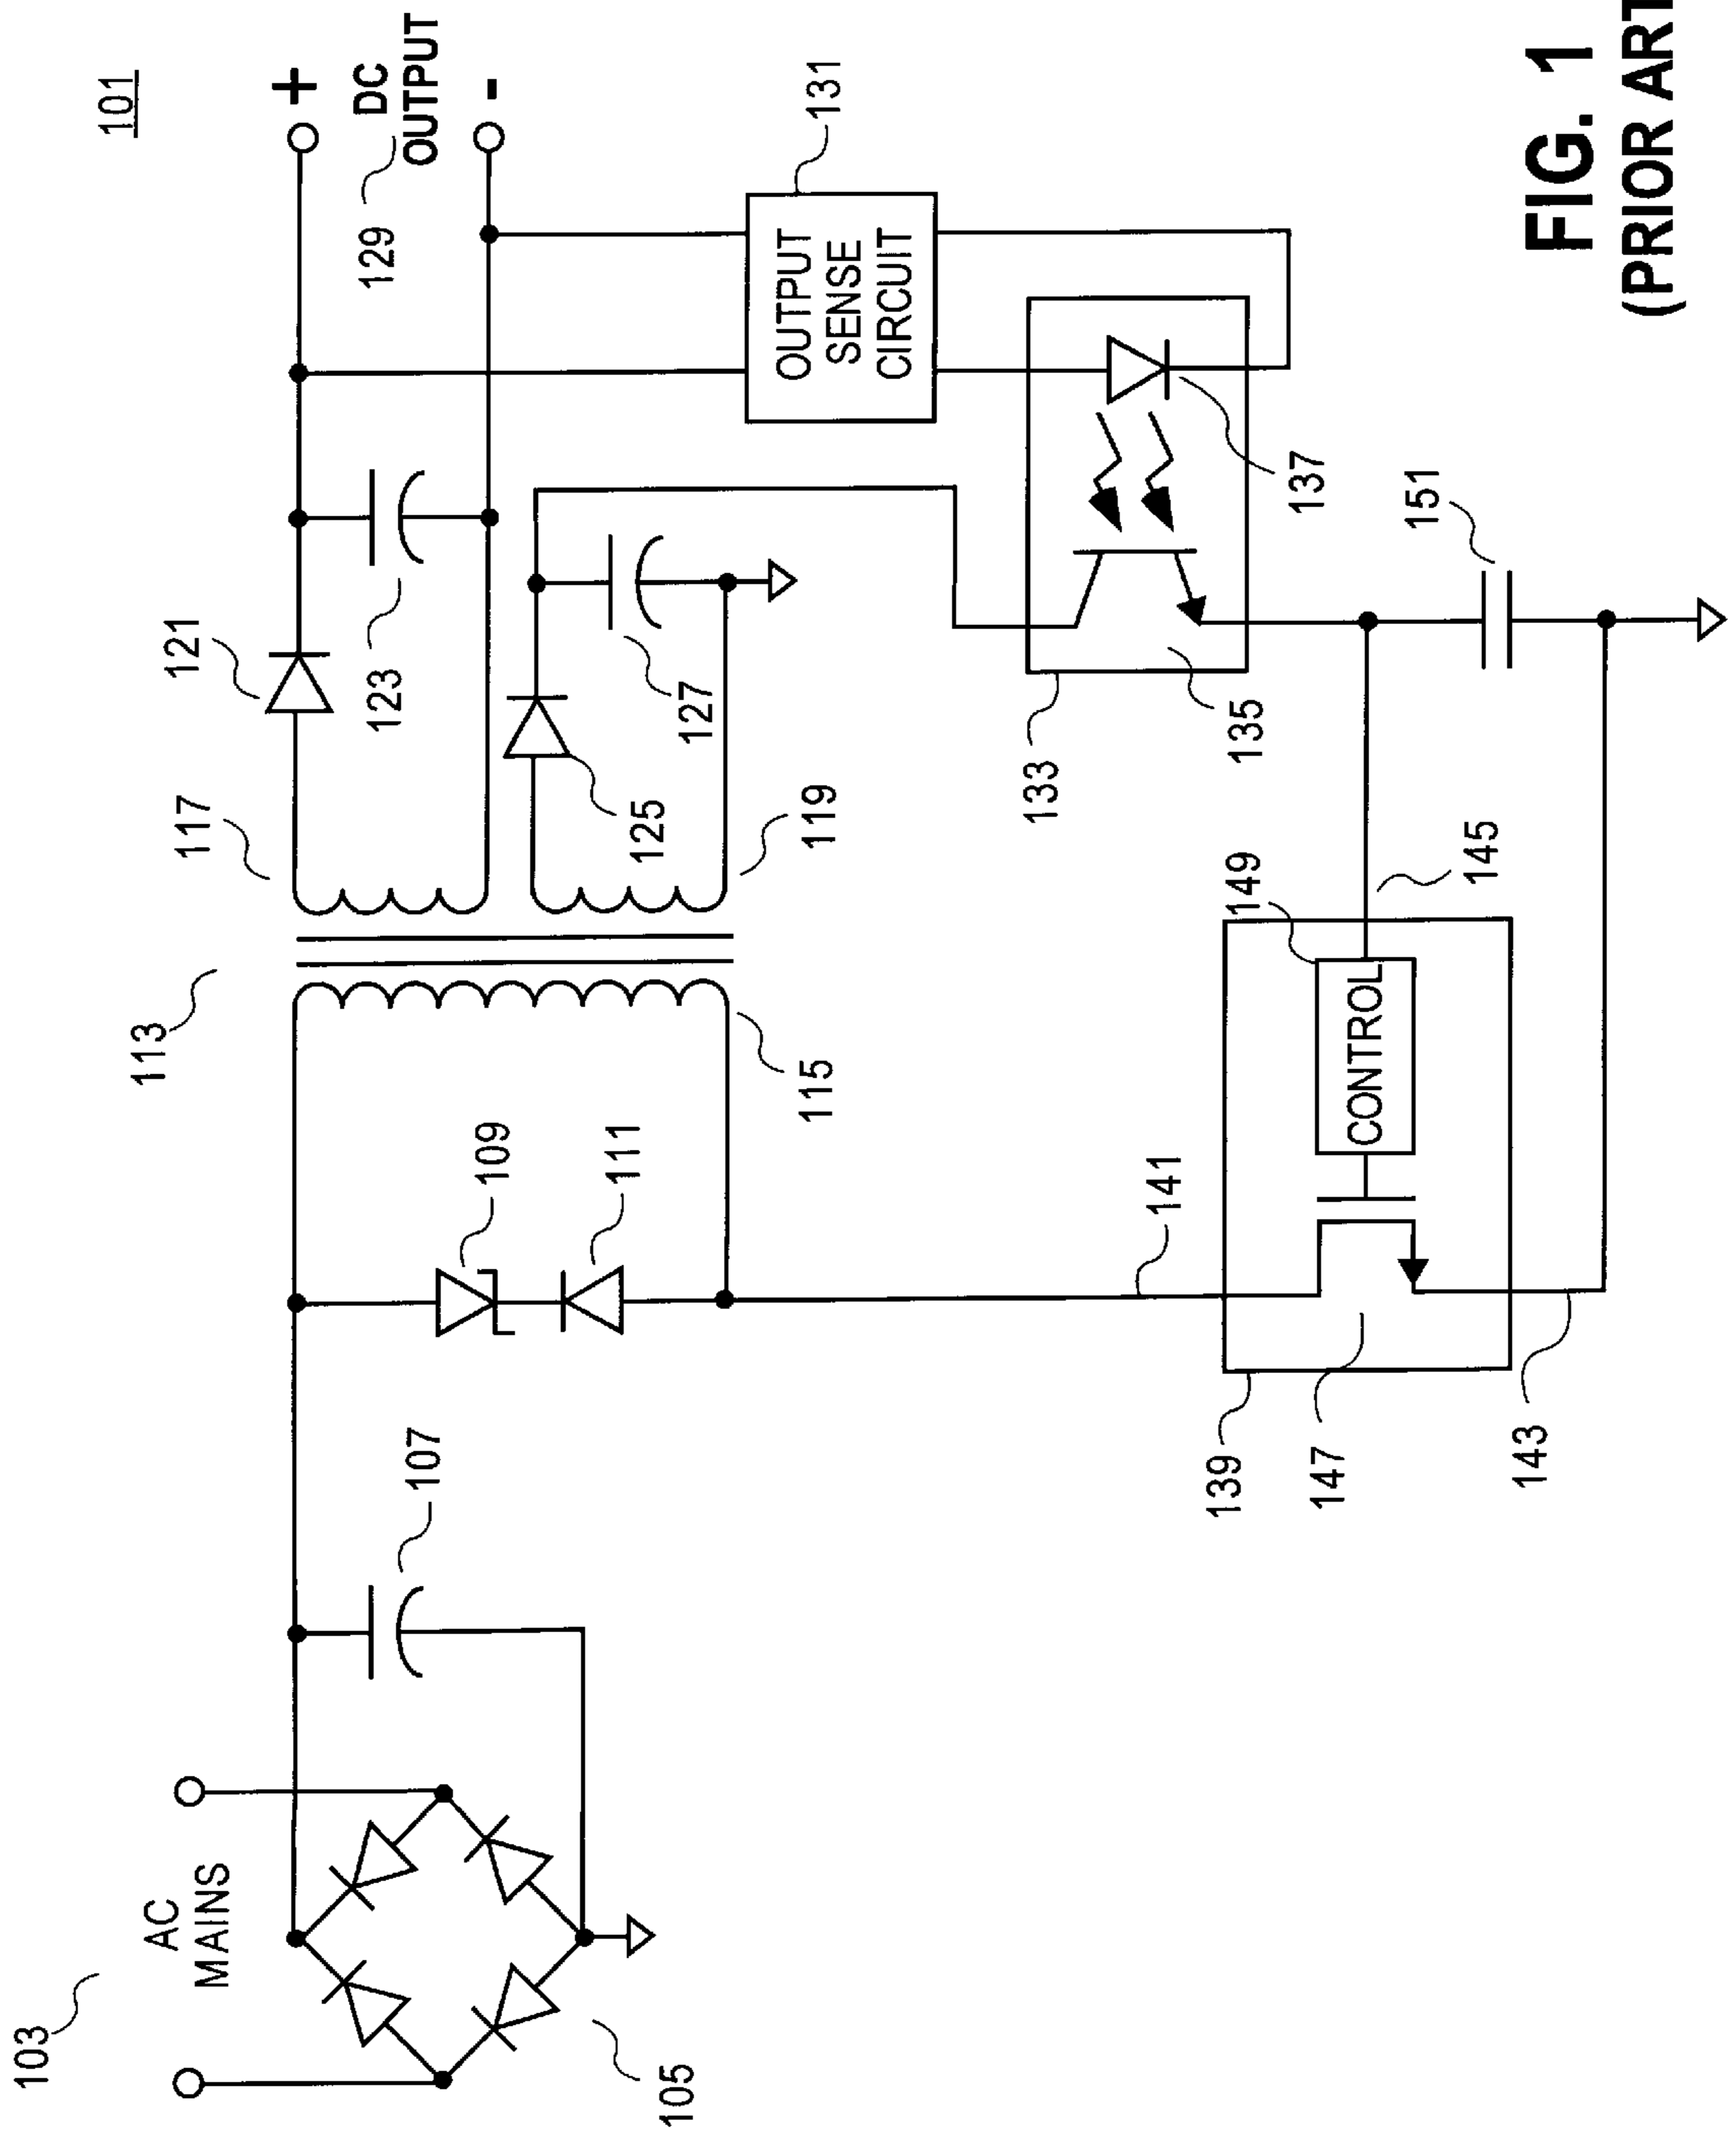 101
103
AC
MAINS
105
107
109
111
113
115
117
119
121
123
125
127
129
+
DC
OUTPUT
-
131
OUTPUT
SENSE
CIRCUIT
133
135
137
139
141
143
145
147
149
CONTROL
151
FIG. 1
(PRIOR ART